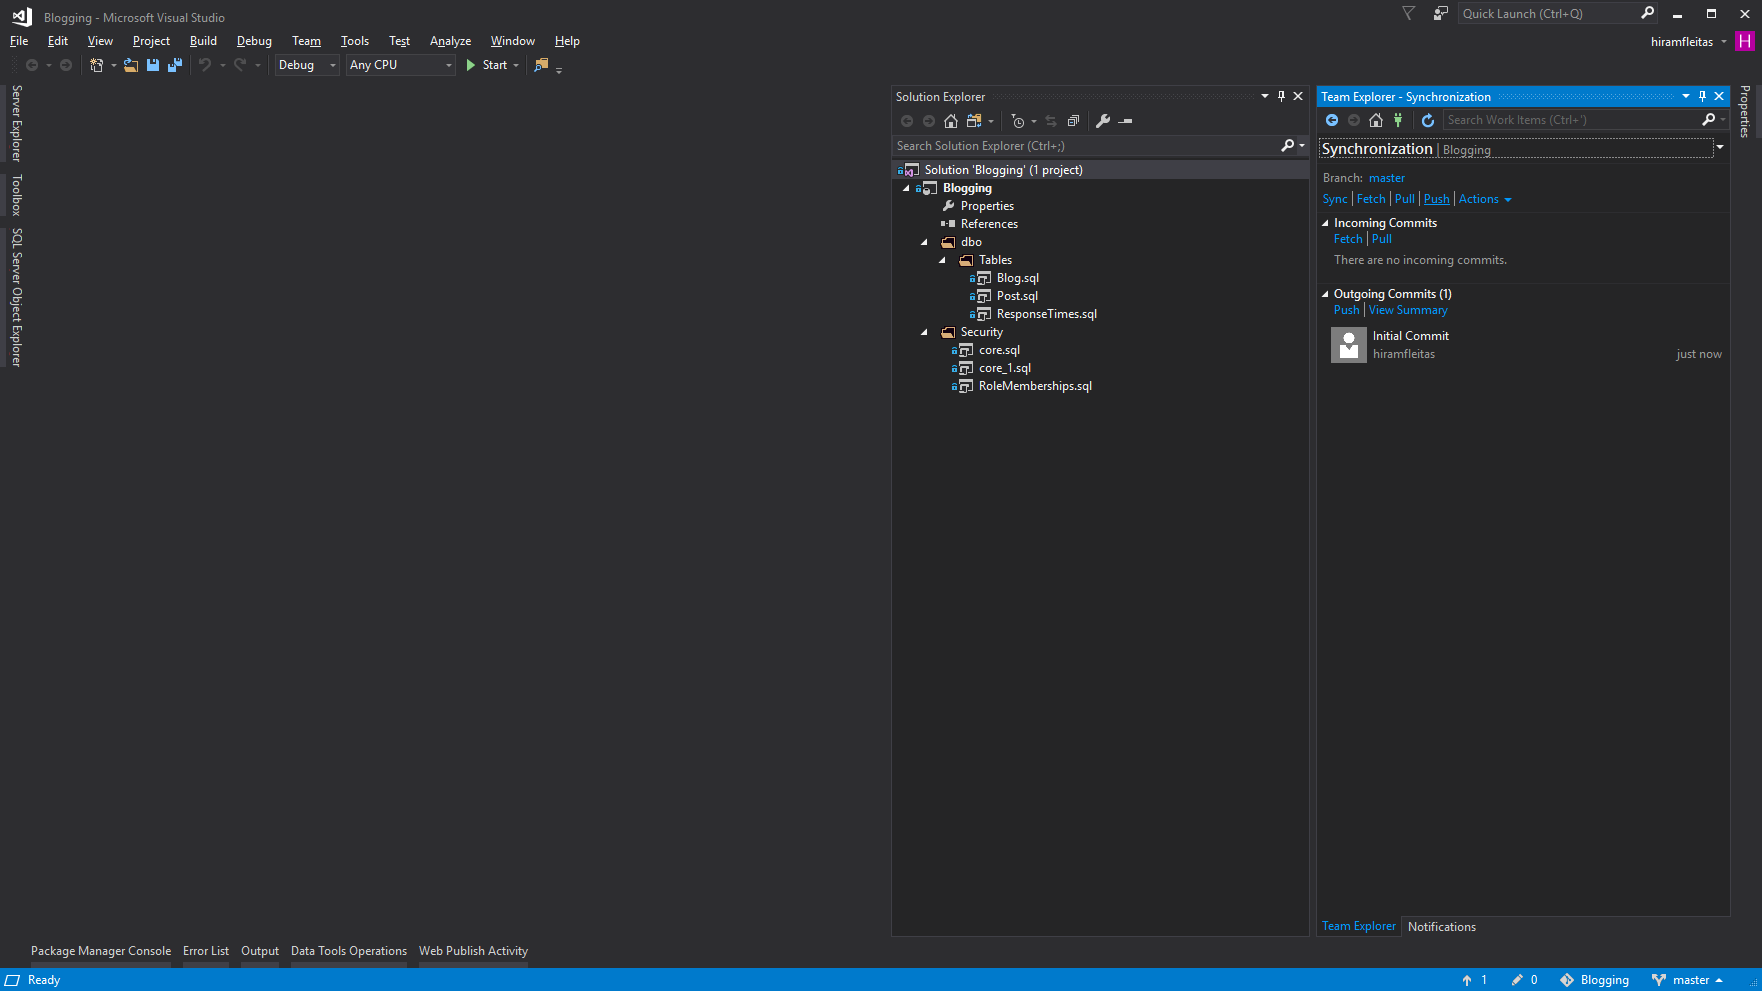 Blogging - Microsoft Visual Studio
Quick Launch (Ctrl+Q)
File Edit View Project Build Debug Team Tools Test Analyze Window Help
hiramfleitas H
Debug Any CPU Start
Server Explorer
Toolbox
SQL Server Object Explorer
Solution Explorer
Search Solution Explorer (Ctrl+;)
Solution 'Blogging' (1 project)
Blogging
Properties
References
dbo
Tables
Blog.sql
Post.sql
ResponseTimes.sql
Security
core.sql
core_1.sql
RoleMemberships.sql
Team Explorer - Synchronization
Search Work Items (Ctrl+')
Synchronization | Blogging
Branch: master
Sync | Fetch | Pull | Push | Actions
Incoming Commits
Fetch | Pull
There are no incoming commits.
Outgoing Commits (1)
Push | View Summary
Initial Commit
hiramfleitas just now
Team Explorer Notifications
Properties
Package Manager Console Error List Output Data Tools Operations Web Publish Activity
Ready 1 0 Blogging master